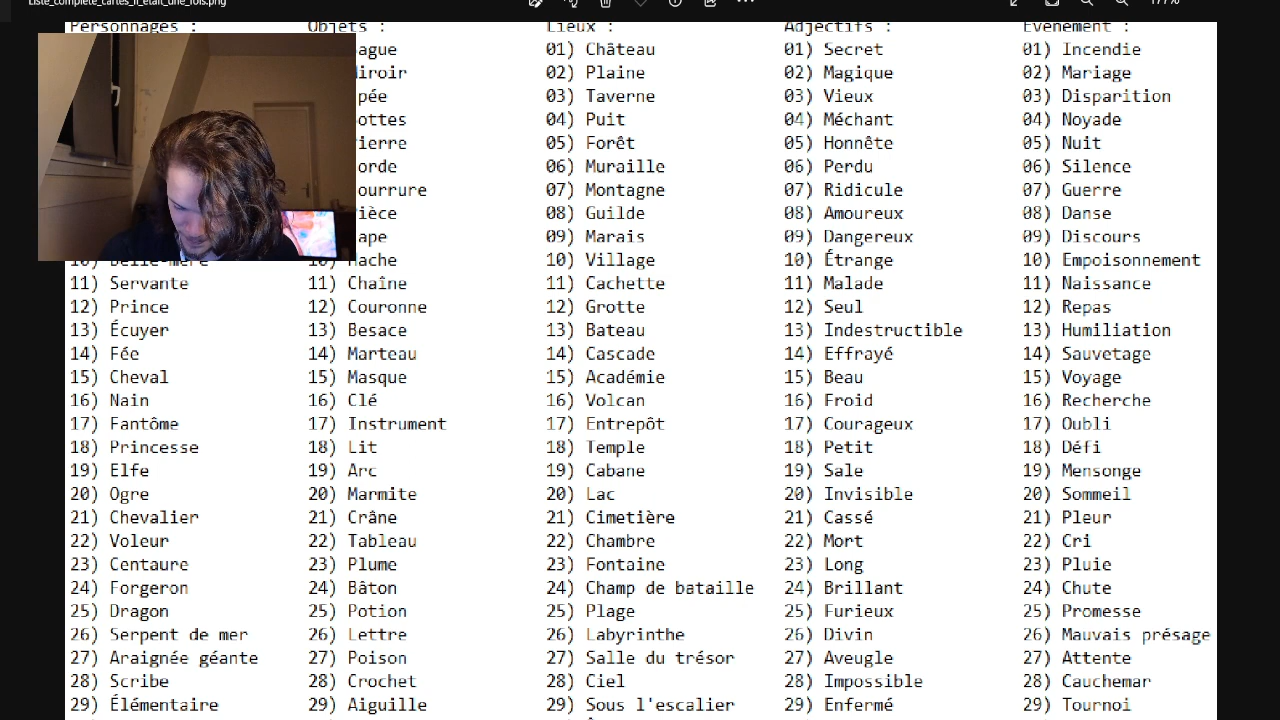 Liste_complete_cartes_il_etait_une_fois.png 177%
Personnages : Objets : Lieux : Adjectifs : Evenement :
ague 01) Château 01) Secret 01) Incendie
iroir 02) Plaine 02) Magique 02) Mariage
pée 03) Taverne 03) Vieux 03) Disparition
ottes 04) Puit 04) Méchant 04) Noyade
ierre 05) Forêt 05) Honnête 05) Nuit
orde 06) Muraille 06) Perdu 06) Silence
ourrure 07) Montagne 07) Ridicule 07) Guerre
ièce 08) Guilde 08) Amoureux 08) Danse
ape 09) Marais 09) Dangereux 09) Discours
10) Belle-mère 10) Hache 10) Village 10) Étrange 10) Empoisonnement
11) Servante 11) Chaîne 11) Cachette 11) Malade 11) Naissance
12) Prince 12) Couronne 12) Grotte 12) Seul 12) Repas
13) Écuyer 13) Besace 13) Bateau 13) Indestructible 13) Humiliation
14) Fée 14) Marteau 14) Cascade 14) Effrayé 14) Sauvetage
15) Cheval 15) Masque 15) Académie 15) Beau 15) Voyage
16) Nain 16) Clé 16) Volcan 16) Froid 16) Recherche
17) Fantôme 17) Instrument 17) Entrepôt 17) Courageux 17) Oubli
18) Princesse 18) Lit 18) Temple 18) Petit 18) Défi
19) Elfe 19) Arc 19) Cabane 19) Sale 19) Mensonge
20) Ogre 20) Marmite 20) Lac 20) Invisible 20) Sommeil
21) Chevalier 21) Crâne 21) Cimetière 21) Cassé 21) Pleur
22) Voleur 22) Tableau 22) Chambre 22) Mort 22) Cri
23) Centaure 23) Plume 23) Fontaine 23) Long 23) Pluie
24) Forgeron 24) Bâton 24) Champ de bataille 24) Brillant 24) Chute
25) Dragon 25) Potion 25) Plage 25) Furieux 25) Promesse
26) Serpent de mer 26) Lettre 26) Labyrinthe 26) Divin 26) Mauvais présage
27) Araignée géante 27) Poison 27) Salle du trésor 27) Aveugle 27) Attente
28) Scribe 28) Crochet 28) Ciel 28) Impossible 28) Cauchemar
29) Élémentaire 29) Aiguille 29) Sous l'escalier 29) Enfermé 29) Tournoi